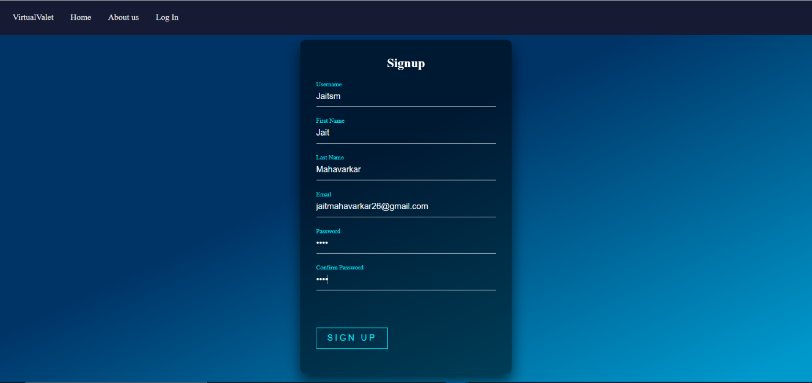 VirtualValet Home About us Log In
Signup
Username
Jaitsm
First Name
Jait
Last Name
Mahavarkar
Email
jaitmahavarkar26@gmail.com
Password
••••
Confirm Password
••••
SIGN UP